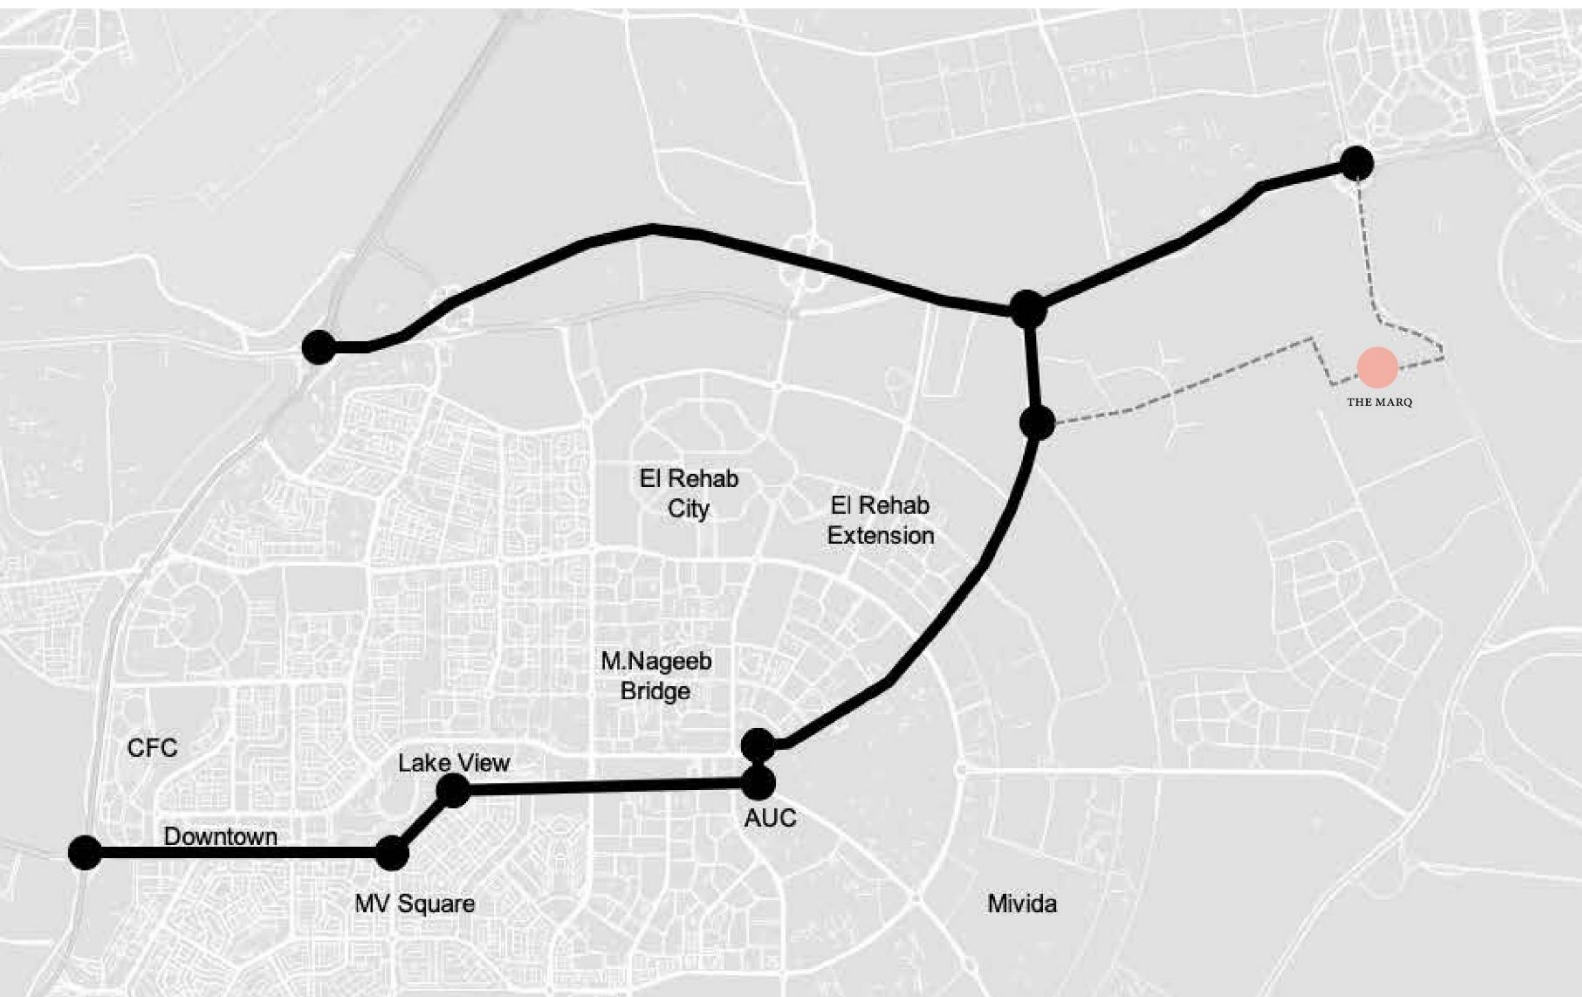 THE MARQ
El Rehab
City
El Rehab
Extension
M.Nageeb
Bridge
CFC
Lake View
AUC
Downtown
MV Square
Mivida